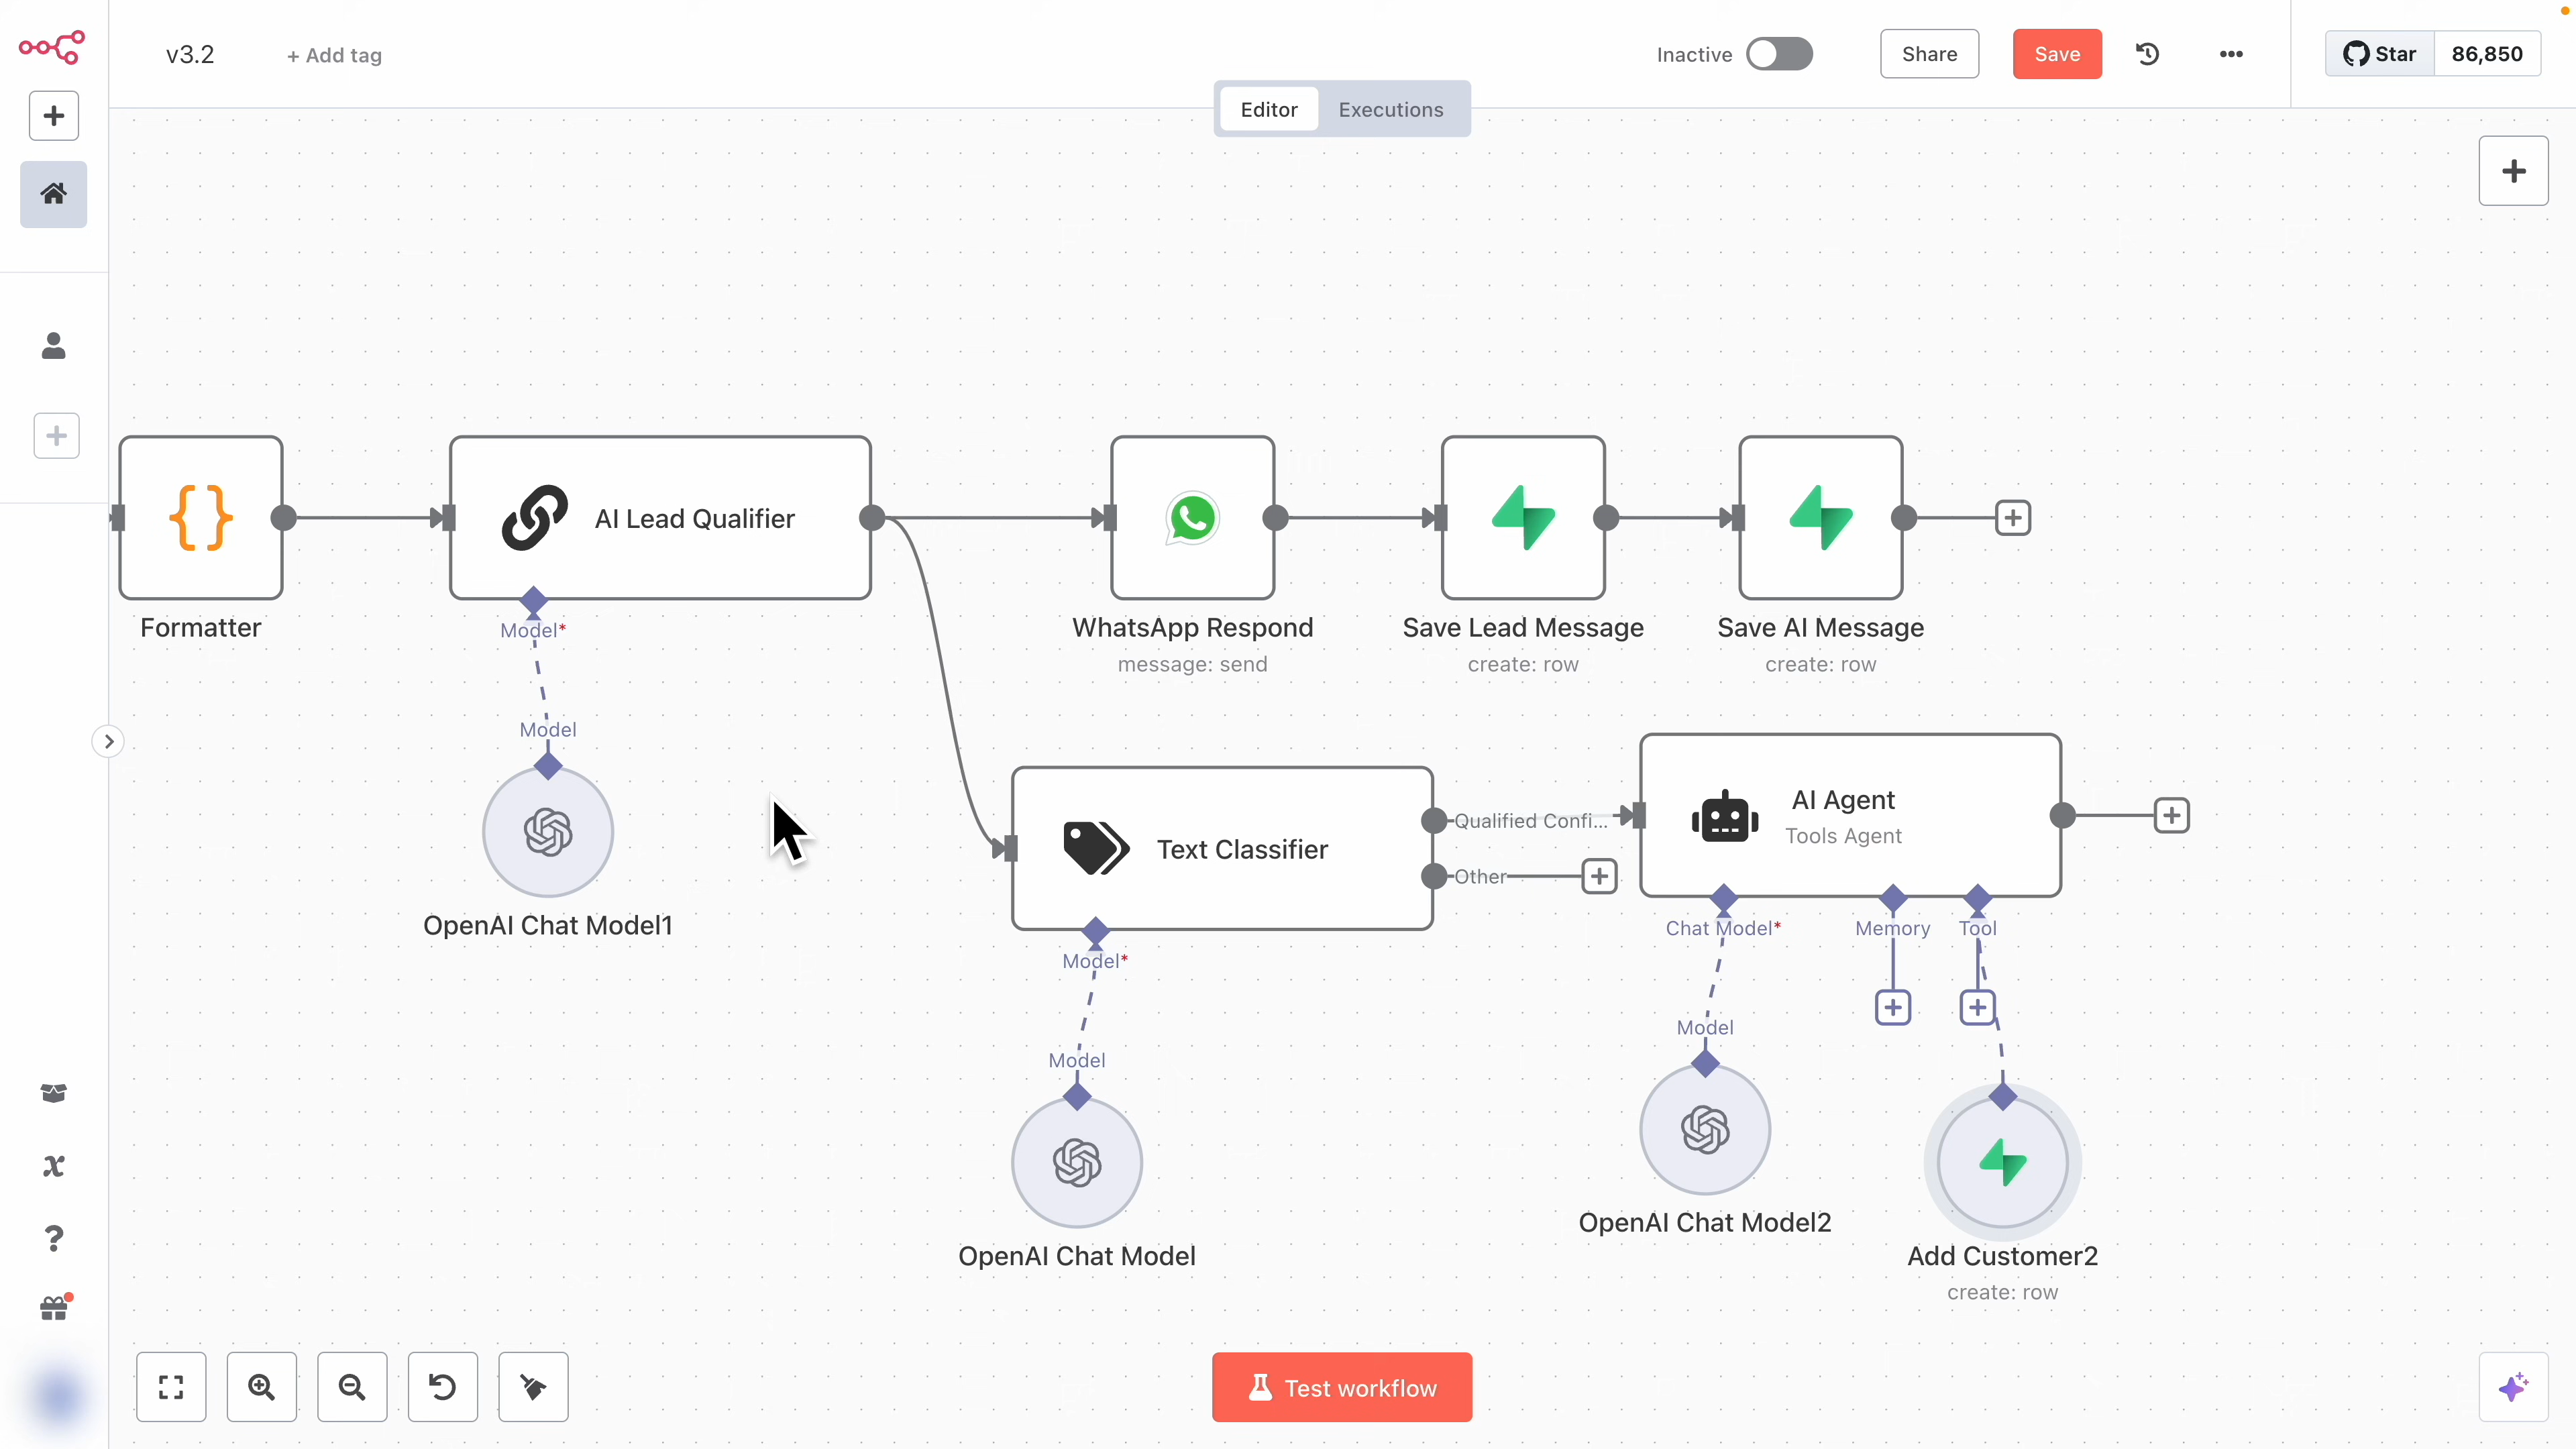 v3.2
+ Add tag
Inactive
Share
Save
Star
86,850
Editor
Executions
AI Lead Qualifier
Formatter
Model*
WhatsApp Respond
message: send
Save Lead Message
create: row
Save AI Message
create: row
Model
OpenAI Chat Model1
Text Classifier
Qualified Confi...
Other
AI Agent
Tools Agent
Model*
Chat Model*
Memory
Tool
Model
OpenAI Chat Model
Model
OpenAI Chat Model2
Add Customer2
create: row
Test workflow